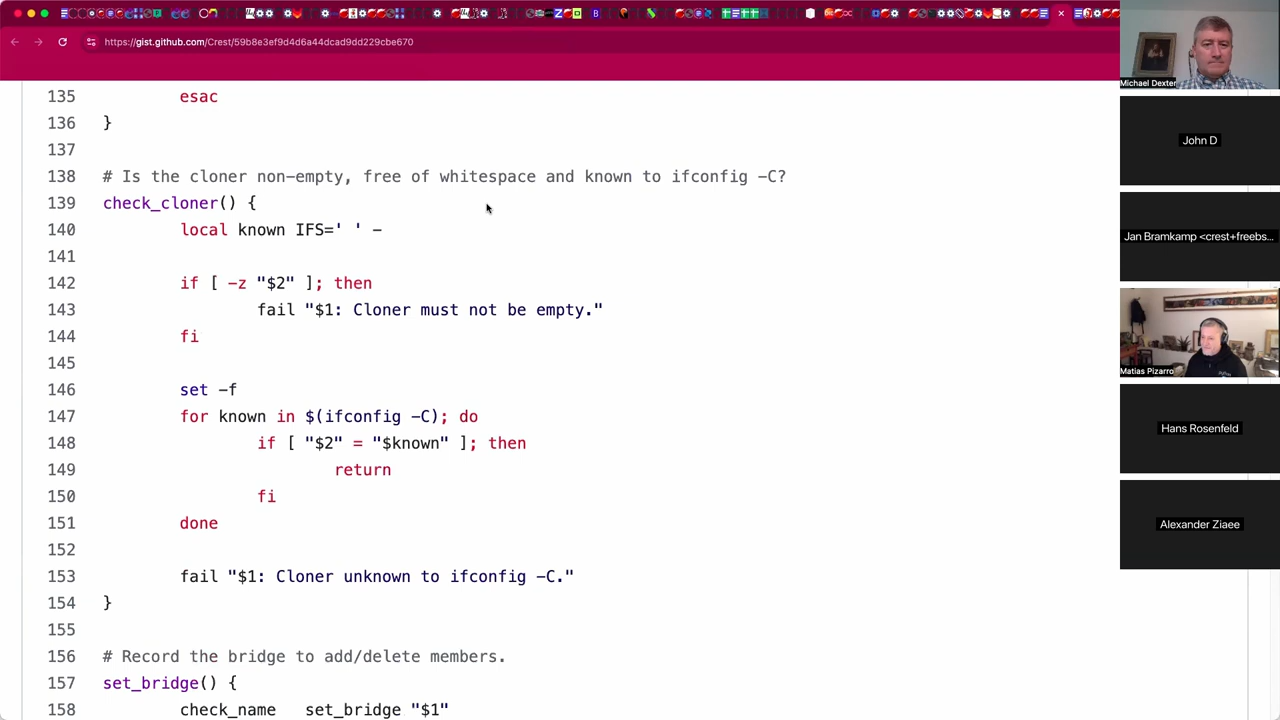 https://gist.github.com/Crest/59b8e3ef9d4d6a44dcad9dd229cbe670
135 esac
136 }
137
138 # Is the cloner non-empty, free of whitespace and known to ifconfig -C?
139 check_cloner() {
140 local known IFS=' ' -
141
142 if [ -z "$2" ]; then
143 fail "$1: Cloner must not be empty."
144 fi
145
146 set -f
147 for known in $(ifconfig -C); do
148 if [ "$2" = "$known" ]; then
149 return
150 fi
151 done
152
153 fail "$1: Cloner unknown to ifconfig -C."
154 }
155
156 # Record the bridge to add/delete members.
157 set_bridge() {
158 check_name set_bridge "$1"
Michael Dexter
John D
Jan Bramkamp <crest+freebs...
Matias Pizarro
Hans Rosenfeld
Alexander Ziaee